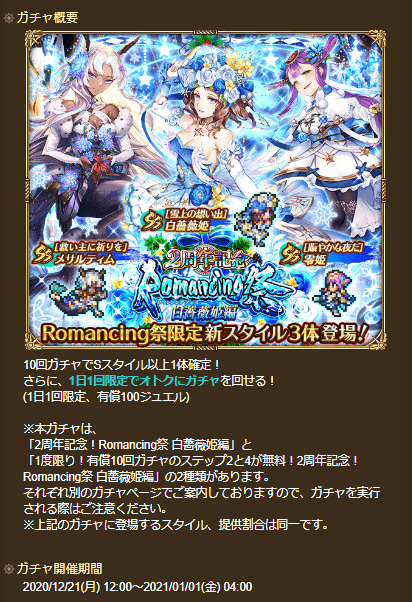 ガチャ概要
SS
[雪上の想い出]
白薔薇姫
SS
[救い主に祈りを]
メサルティム
SS
[賑やかな夜だ]
零姫
2周年記念
Romancing祭
白薔薇姫編
Romancing祭限定 新スタイル3体 登場!
10回ガチャでSスタイル以上1体確定!
さらに、1日1回限定でオトクにガチャを回せる!
(1日1回限定、有償100ジュエル)
※本ガチャは、
「2周年記念!Romancing祭 白薔薇姫編」と
「1度限り!有償10回ガチャのステップ2と4が無料!2周年記念!
Romancing祭 白薔薇姫編」の2種類があります。
それぞれ別のガチャページでご案内しておりますので、ガチャを実行
される際はご注意ください。
※上記のガチャに登場するスタイル、提供割合は同一です。
ガチャ開催期間
2020/12/21(月) 12:00～2021/01/01(金) 04:00